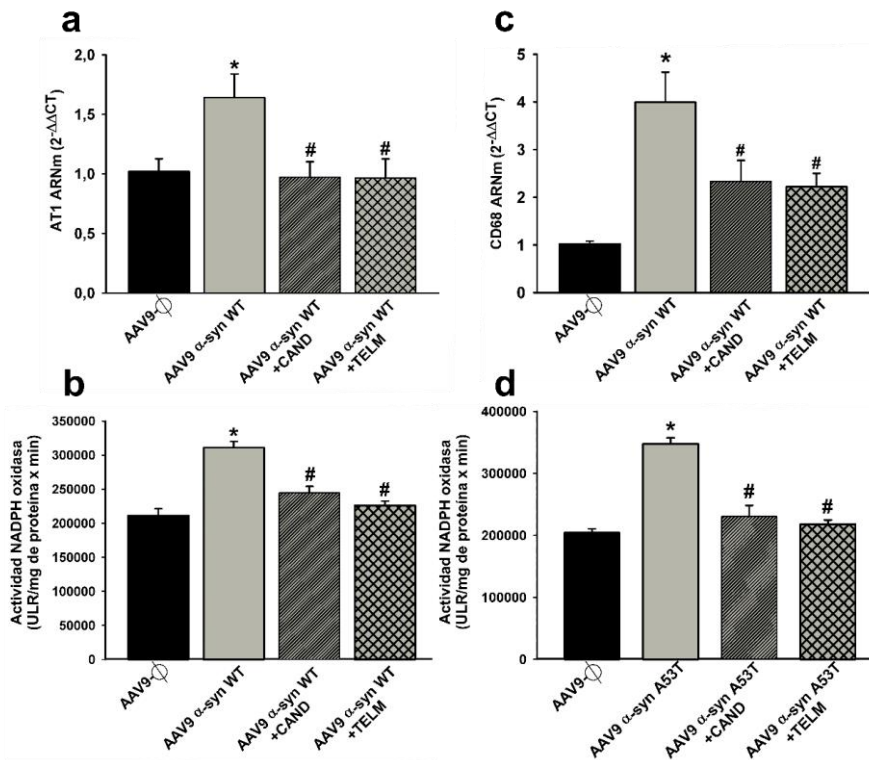 a
AT1 ARNm (2-ΔΔCT)
2,0
1,5
1,0
0,5
0,0
*
#
#
AAV9-∅
AAV9 α-syn WT
AAV9 α-syn WT
+CAND
AAV9 α-syn WT
+TELM
c
CD68 ARNm (2-ΔΔCT)
5
4
3
2
1
0
*
#
#
AAV9-∅
AAV9 α-syn WT
AAV9 α-syn WT
+CAND
AAV9 α-syn WT
+TELM
b
Actividad NADPH oxidasa
(ULR/mg de proteína x min)
350000
300000
250000
200000
150000
100000
50000
0
*
#
#
AAV9-∅
AAV9 α-syn WT
AAV9 α-syn WT
+CAND
AAV9 α-syn WT
+TELM
d
Actividad NADPH oxidasa
(ULR/mg de proteína x min)
400000
300000
200000
100000
0
*
#
#
AAV9-∅
AAV9 α-syn A53T
AAV9 α-syn A53T
+CAND
AAV9 α-syn A53T
+TELM